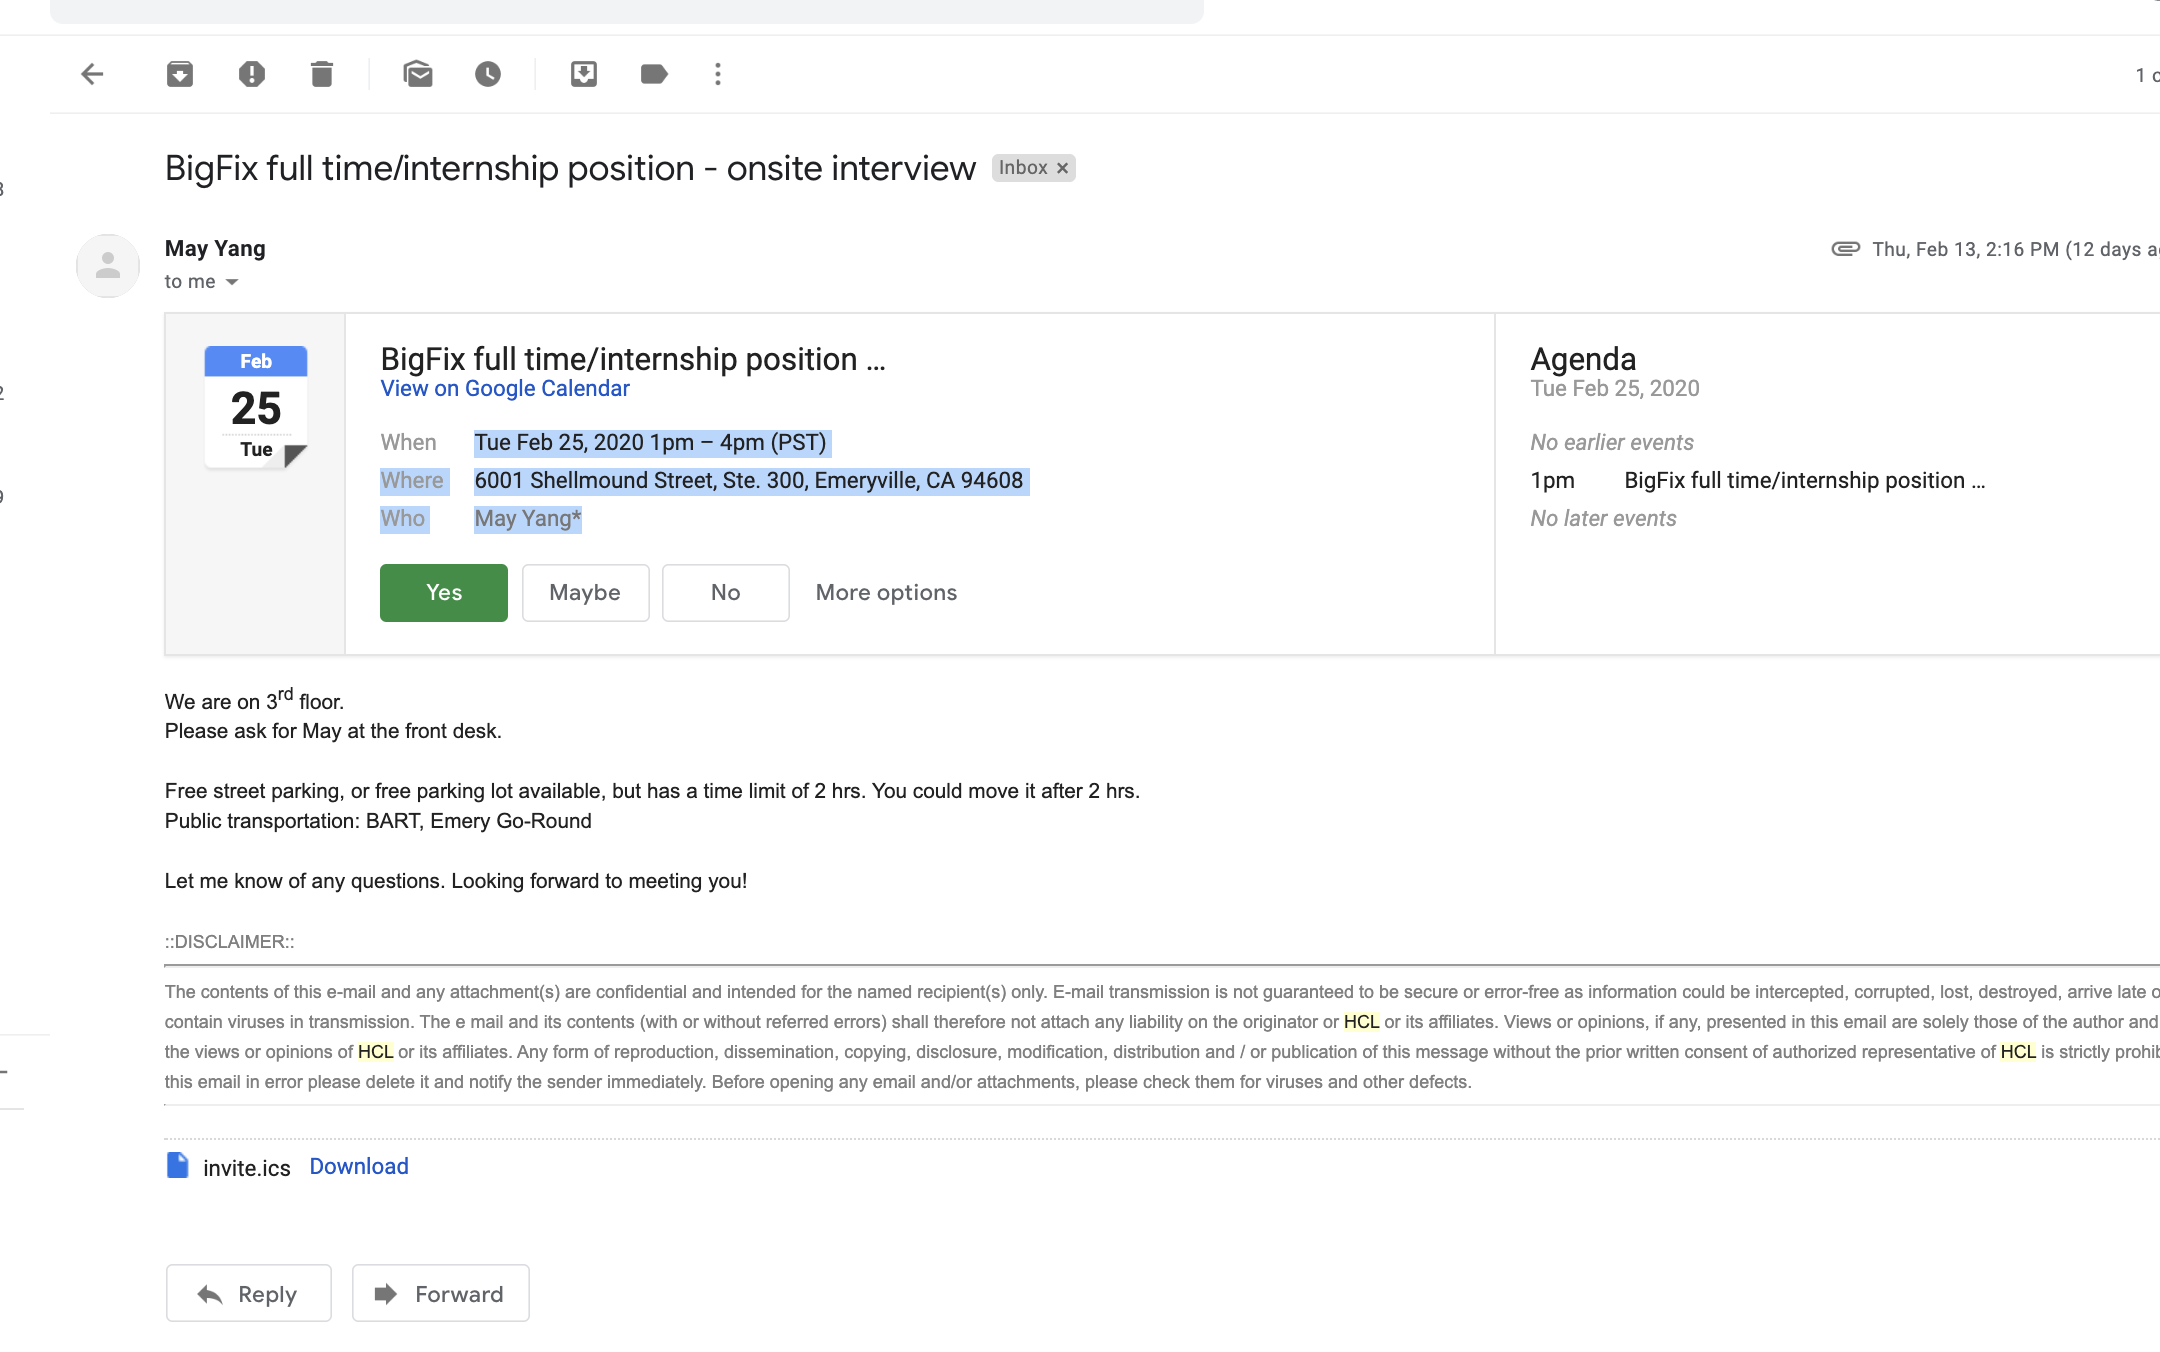 1
BigFix full time/internship position - onsite interview Inbox ×
May Yang
Thu, Feb 13, 2:16 PM (12 days
to me
Feb
25
Tue
BigFix full time/internship position ...
View on Google Calendar
When Tue Feb 25, 2020 1pm – 4pm (PST)
Where 6001 Shellmound Street, Ste. 300, Emeryville, CA 94608
Who May Yang*
Yes Maybe No More options
Agenda
Tue Feb 25, 2020
No earlier events
1pm BigFix full time/internship position ...
No later events
We are on 3rd floor.
Please ask for May at the front desk.
Free street parking, or free parking lot available, but has a time limit of 2 hrs. You could move it after 2 hrs.
Public transportation: BART, Emery Go-Round
Let me know of any questions. Looking forward to meeting you!
::DISCLAIMER::
The contents of this e-mail and any attachment(s) are confidential and intended for the named recipient(s) only. E-mail transmission is not guaranteed to be secure or error-free as information could be intercepted, corrupted, lost, destroyed, arrive late
contain viruses in transmission. The e mail and its contents (with or without referred errors) shall therefore not attach any liability on the originator or HCL or its affiliates. Views or opinions, if any, presented in this email are solely those of the author and
the views or opinions of HCL or its affiliates. Any form of reproduction, dissemination, copying, disclosure, modification, distribution and / or publication of this message without the prior written consent of authorized representative of HCL is strictly
this email in error please delete it and notify the sender immediately. Before opening any email and/or attachments, please check them for viruses and other defects.
invite.ics Download
Reply Forward